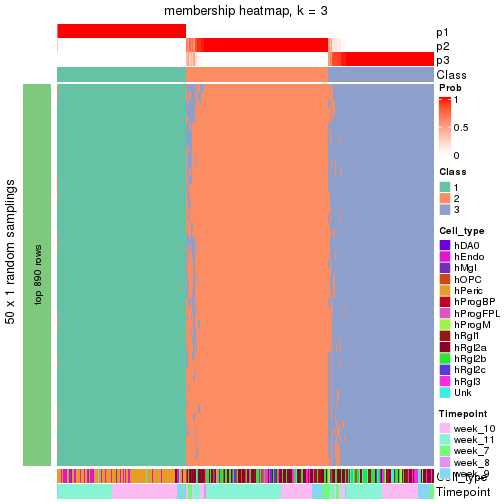 membership heatmap, k = 3
p1
p2
p3
Class
50 x 1 random samplings
top 890 rows
Prob
1
0.5
0
Class
1
2
3
Cell_type
hDA0
hEndo
hMgl
hOPC
hPeric
hProgBP
hProgFPL
hProgM
hRgl1
hRgl2a
hRgl2b
hRgl2c
hRgl3
Unk
Timepoint
week_10
week_11
week_7
week_8
week_9
Cell_type
Timepoint